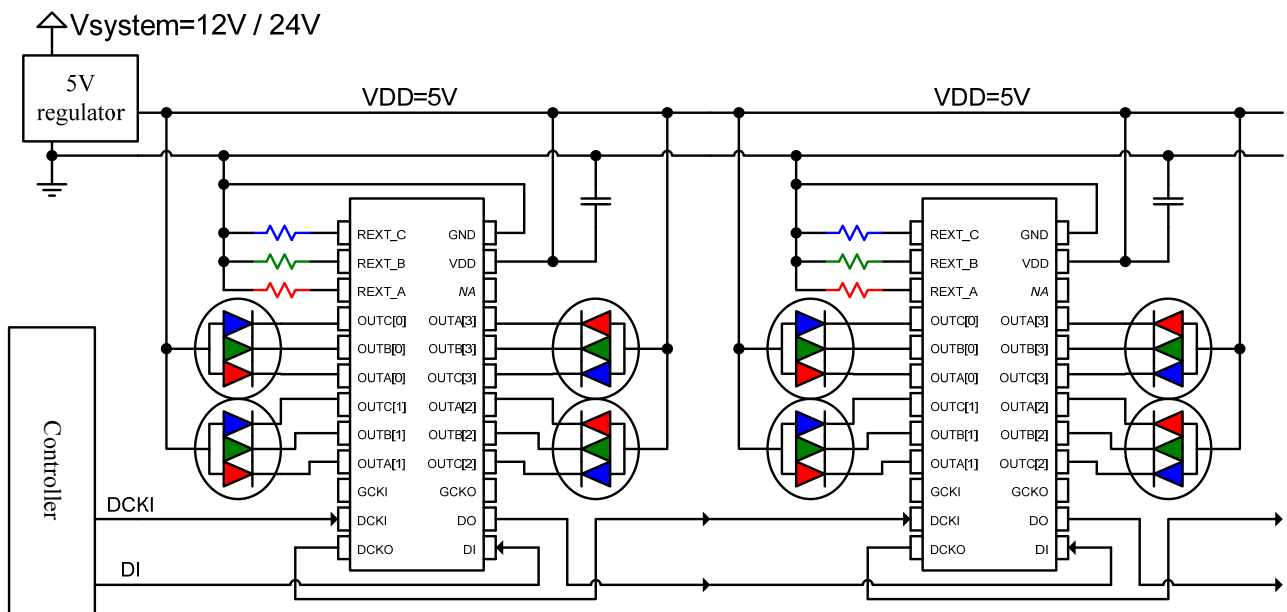 Vsystem=12V / 24V
5V
regulator
VDD=5V
VDD=5V
REXT_C
GND
REXT_B
VDD
REXT_A
NA
OUTC[0]
OUTA[3]
OUTB[0]
OUTB[3]
OUTA[0]
OUTC[3]
OUTC[1]
OUTA[2]
OUTB[1]
OUTB[2]
OUTA[1]
OUTC[2]
GCKI
GCKO
DCKI
DO
DCKO
DI
REXT_C
GND
REXT_B
VDD
REXT_A
NA
OUTC[0]
OUTA[3]
OUTB[0]
OUTB[3]
OUTA[0]
OUTC[3]
OUTC[1]
OUTA[2]
OUTB[1]
OUTB[2]
OUTA[1]
OUTC[2]
GCKI
GCKO
DCKI
DO
DCKO
DI
Controller
DCKI
DI